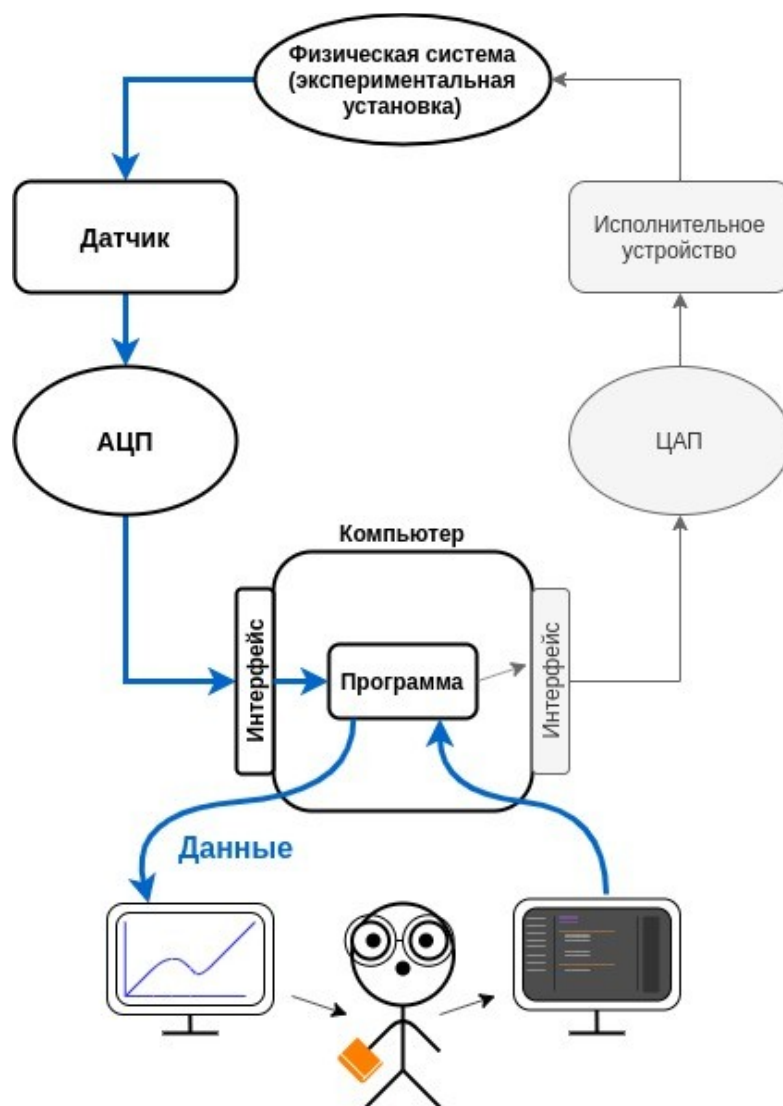 Физическая система
(экспериментальная
установка)
Датчик
Исполнительное
устройство
АЦП
ЦАП
Компьютер
Интерфейс
Программа
Интерфейс
Данные